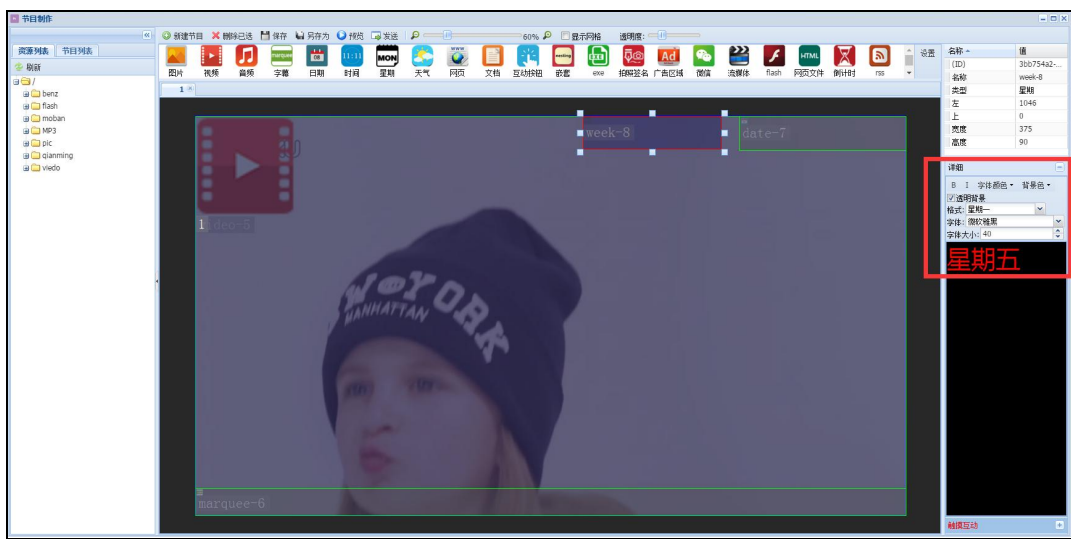 节目制作
资源列表 节目列表
刷新
/
benz
flash
moban
MP3
pic
qianming
viedo
新建节目 删除已选 保存 另存为 预览 发送 60% 显示网格 透明度:
图片 视频 音频 字幕 日期 时间 星期 天气 网页 文档 互动按钮 嵌套 exe 拍照签名 广告区域 微信 流媒体 flash 网页文件 倒计时 rss
设置
1
week-8
date-7
video-5
NEW YORK
MANHATTAN
marquee-6
名称 值
(ID) 3bb754a2-...
名称 week-8
类型 星期
左 1046
上 0
宽度 375
高度 90
详细
B I 字体颜色 背景色
透明背景
格式: 星期一
字体: 微软雅黑
字体大小: 40
星期五
触摸互动